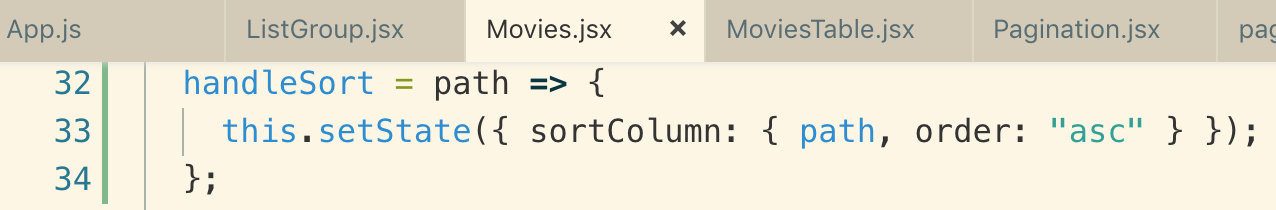 App.js ListGroup.jsx Movies.jsx × MoviesTable.jsx Pagination.jsx pag
32 handleSort = path => {
33 this.setState({ sortColumn: { path, order: "asc" } });
34 };